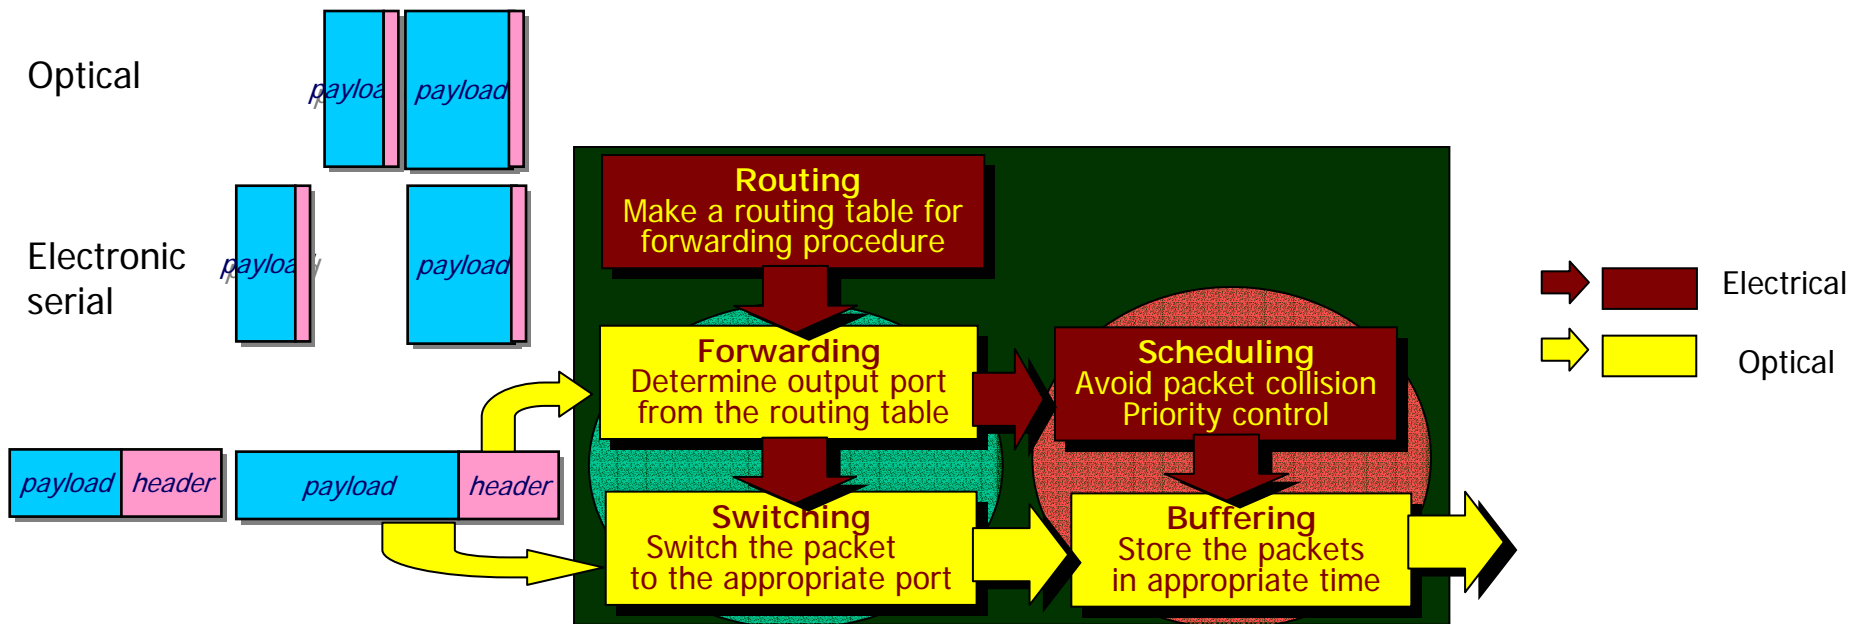 Optical
payload
payload
Electronic
serial
payload
payload
payload
header
payload
header
Routing
Make a routing table for
forwarding procedure
Forwarding
Determine output port
from the routing table
Scheduling
Avoid packet collision
Priority control
Switching
Switch the packet
to the appropriate port
Buffering
Store the packets
in appropriate time
Electrical
Optical